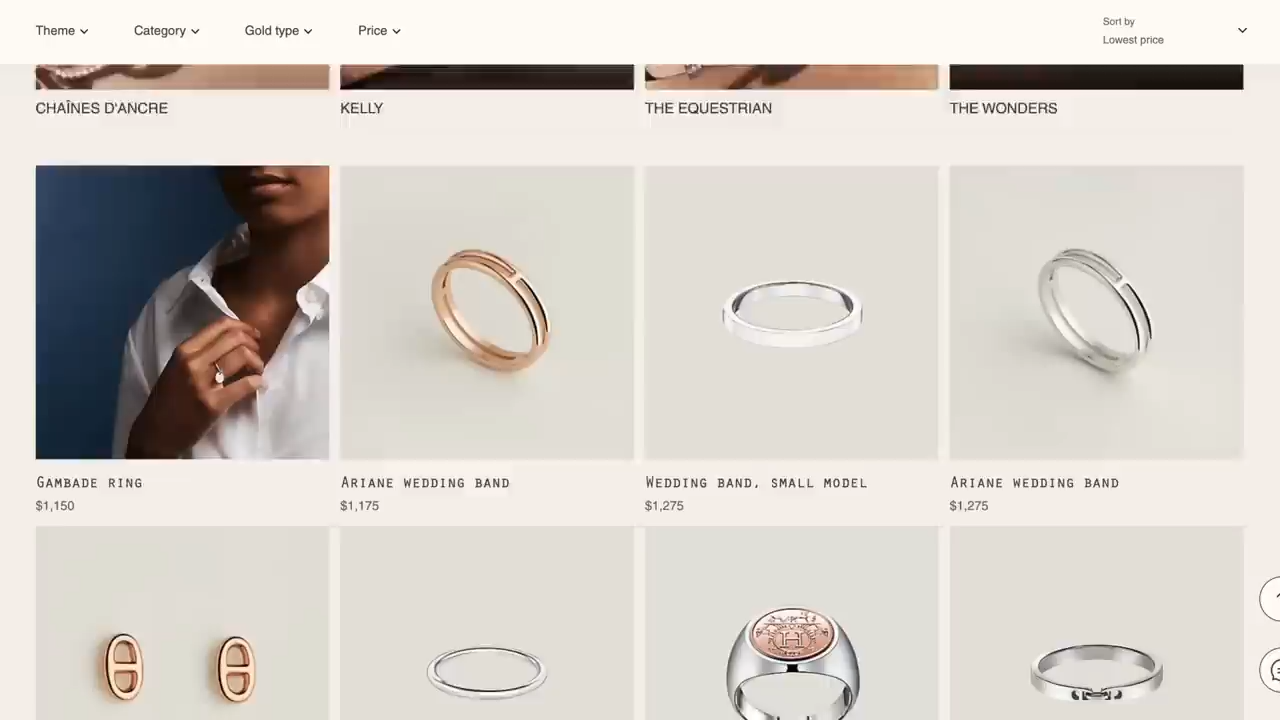 Theme
Category
Gold type
Price
Sort by
Lowest price
CHAÎNES D'ANCRE
KELLY
THE EQUESTRIAN
THE WONDERS
GAMBADE RING
$1,150
ARIANE WEDDING BAND
$1,175
WEDDING BAND, SMALL MODEL
$1,275
ARIANE WEDDING BAND
$1,275
H